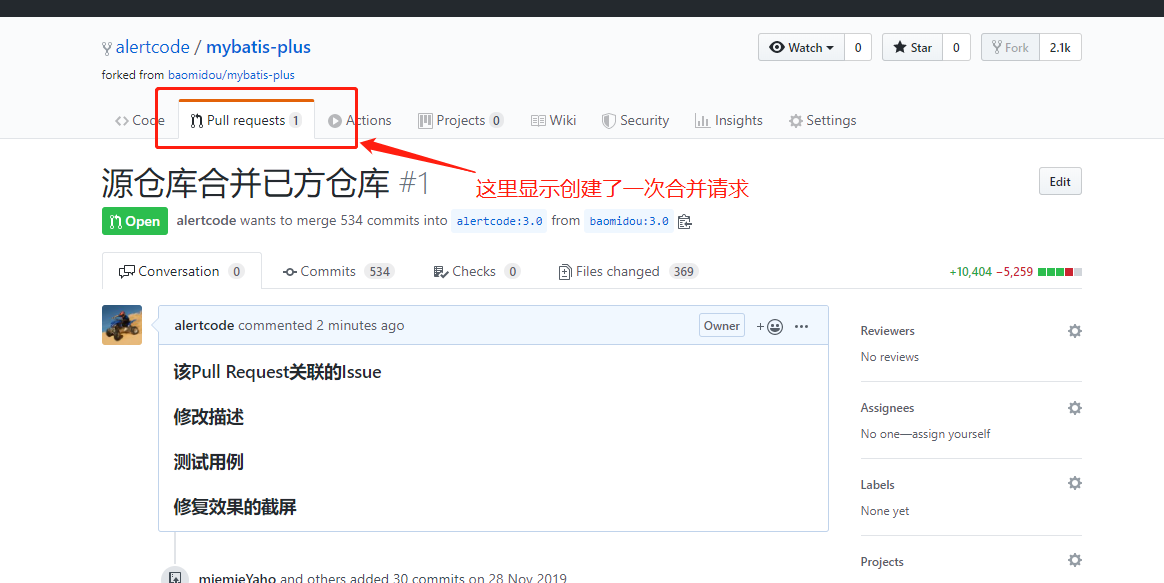 alertcode / mybatis-plus
Watch 0 Star 0 Fork 2.1k
forked from baomidou/mybatis-plus
Code Pull requests 1 Actions Projects 0 Wiki Security Insights Settings
源仓库合并已方仓库 #1
Edit
这里显示创建了一次合并请求
Open alertcode wants to merge 534 commits into alertcode:3.0 from baomidou:3.0
Conversation 0 Commits 534 Checks 0 Files changed 369 +10,404 −5,259
alertcode commented 2 minutes ago Owner
该Pull Request关联的Issue
修改描述
测试用例
修复效果的截屏
Reviewers
No reviews
Assignees
No one—assign yourself
Labels
None yet
Projects
miemieYaho and others added 30 commits on 28 Nov 2019